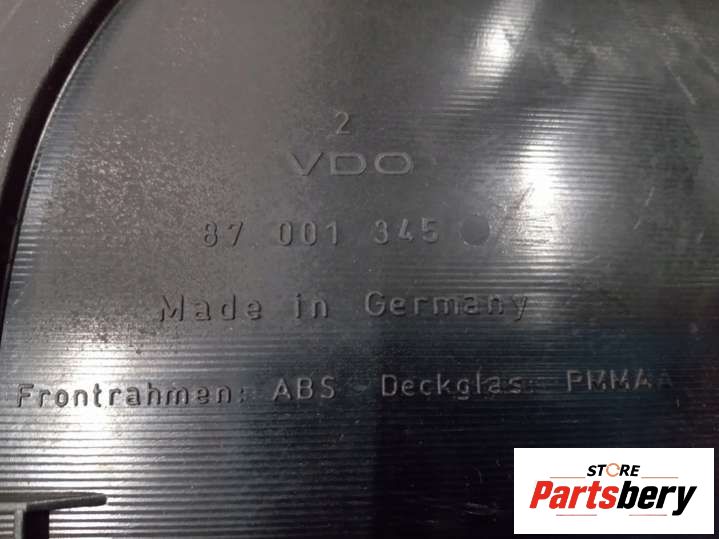 2
VDO
87 001 345
Made in Germany
Frontrahmen: ABS Deckglas: PMMA
STORE
Partsbery